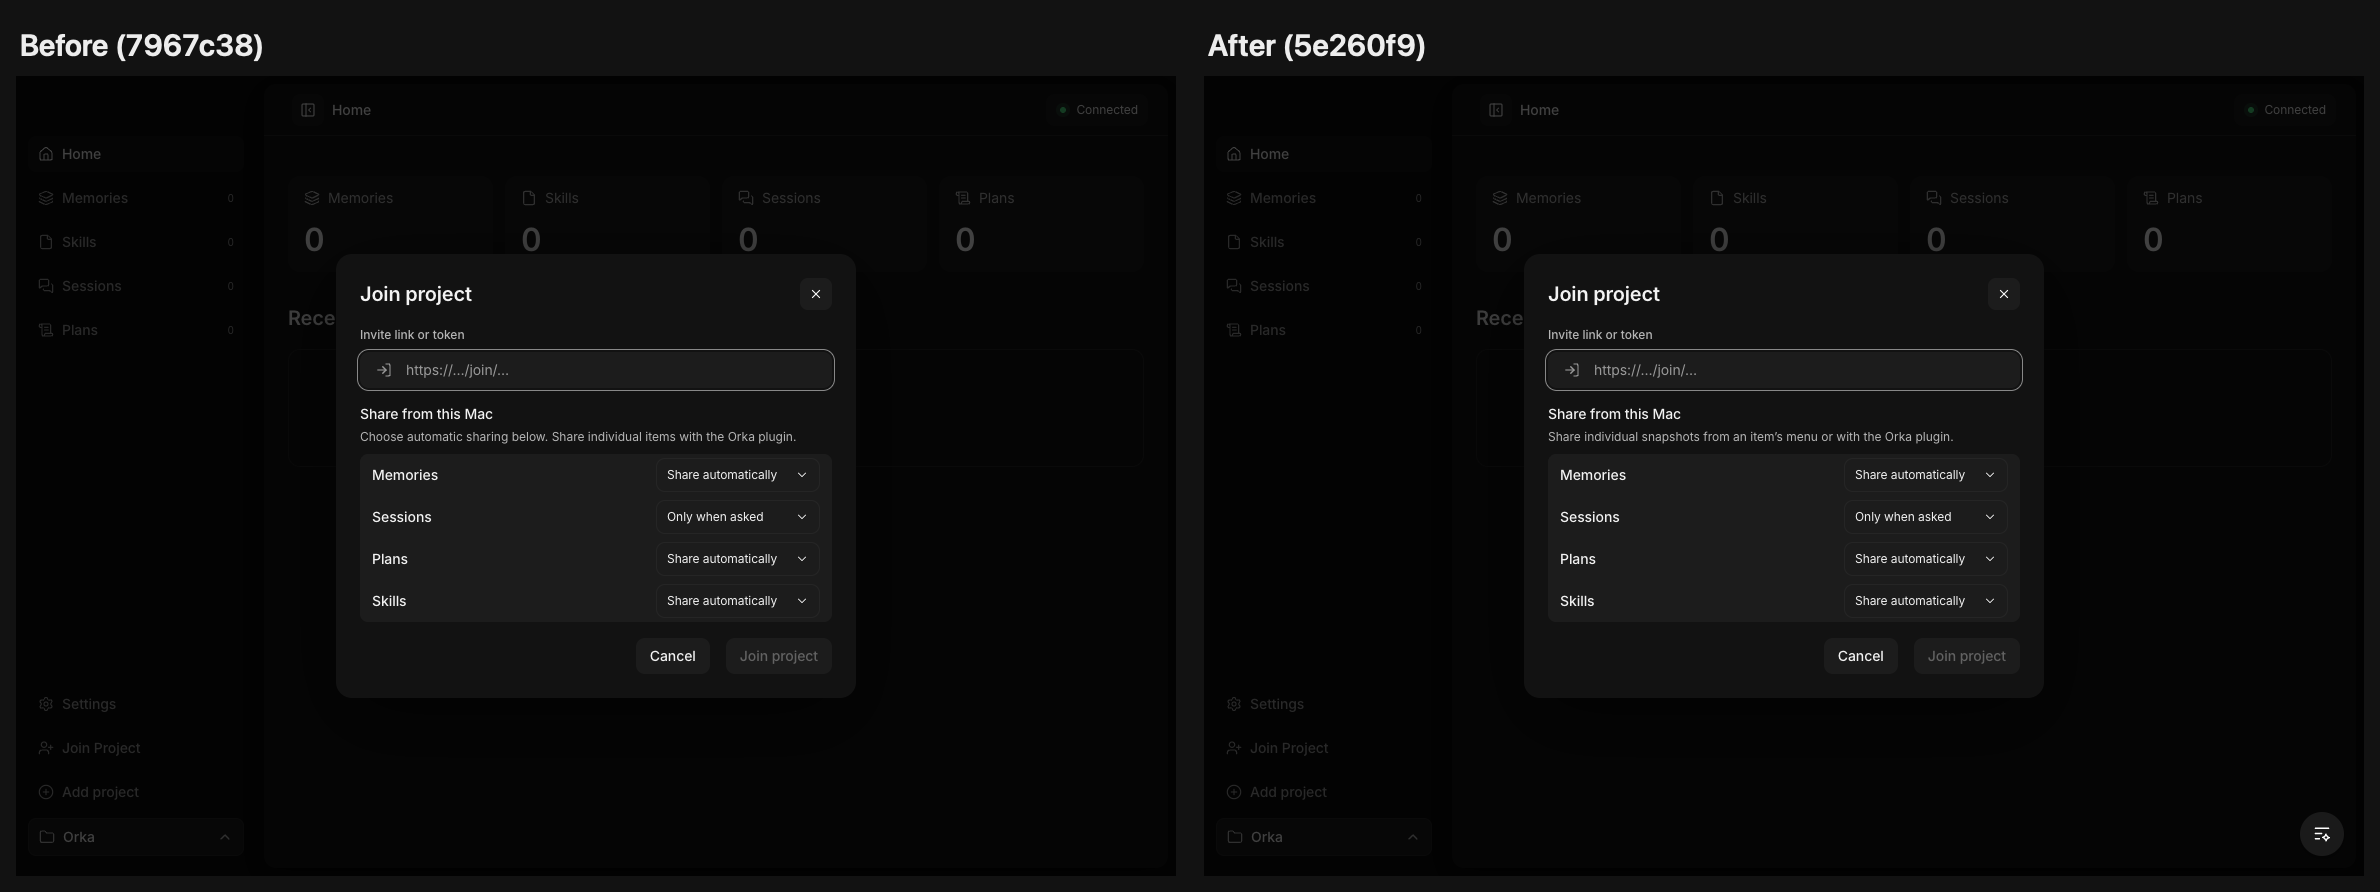 Before (7967c38)
Home
Connected
Home
Memories 0
Skills 0
Sessions 0
Plans 0
Memories
0
Skills
0
Sessions
0
Plans
0
Rece
Join project
Invite link or token
https://.../join/...
Share from this Mac
Choose automatic sharing below. Share individual items with the Orka plugin.
Memories Share automatically
Sessions Only when asked
Plans Share automatically
Skills Share automatically
Cancel Join project
Settings
Join Project
Add project
Orka
After (5e260f9)
Home
Connected
Home
Memories 0
Skills 0
Sessions 0
Plans 0
Memories
0
Skills
0
Sessions
0
Plans
0
Rece
Join project
Invite link or token
https://.../join/...
Share from this Mac
Share individual snapshots from an item’s menu or with the Orka plugin.
Memories Share automatically
Sessions Only when asked
Plans Share automatically
Skills Share automatically
Cancel Join project
Settings
Join Project
Add project
Orka